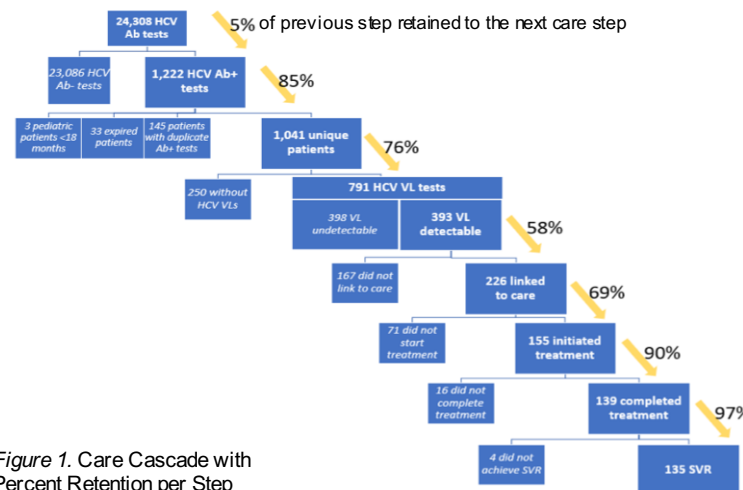 24,308 HCV
Ab tests
5% of previous step retained to the next care step
23,086 HCV
Ab- tests
1,222 HCV Ab+
tests
85%
3 pediatric
patients <18
months
33 expired
patients
145 patients
with duplicate
Ab+ tests
1,041 unique
patients
76%
250 without
HCV VLs
791 HCV VL tests
398 VL
undetectable
393 VL
detectable
58%
167 did not
link to care
226 linked
to care
69%
71 did not
start
treatment
155 initiated
treatment
90%
16 did not
complete
treatment
139 completed
treatment
97%
4 did not
achieve SVR
135 SVR
Figure 1. Care Cascade with
Percent Retention per Step